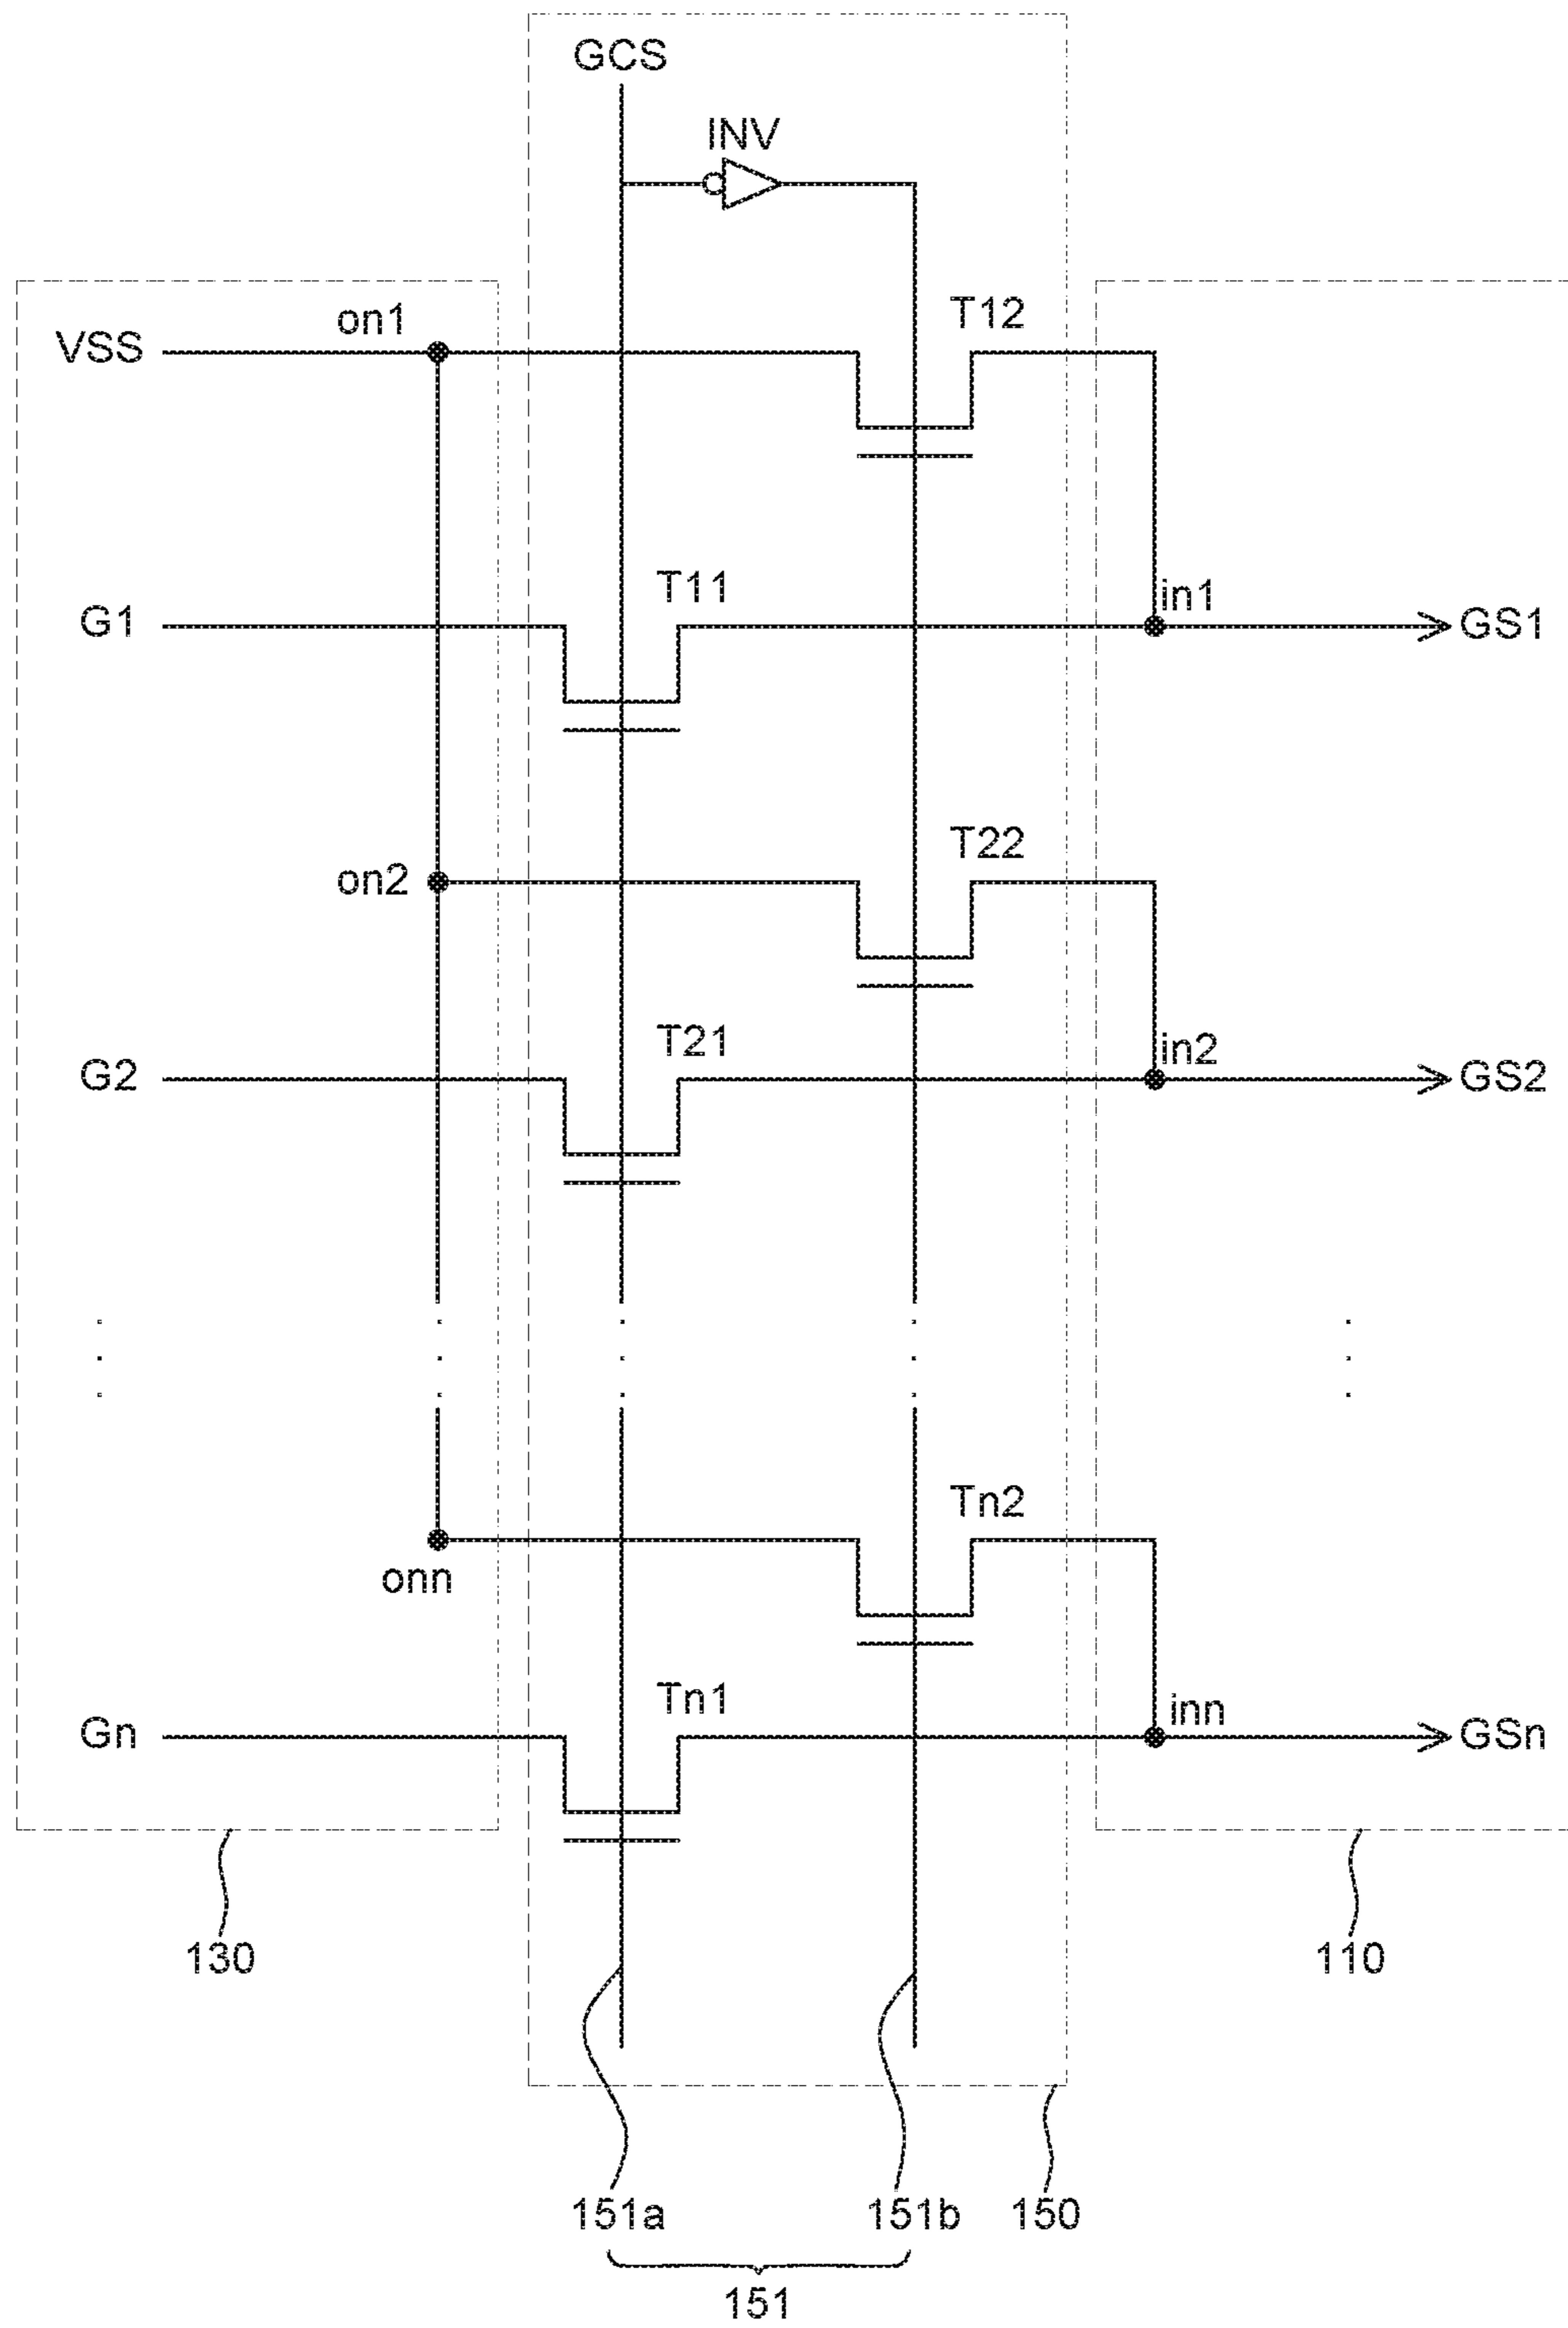 GCS
INV
on1
T12
VSS
T11
in1
G1
GS1
T22
on2
T21
in2
G2
GS2
Tn2
onn
Tn1
inn
Gn
GSn
130
110
151a
151b
150
151